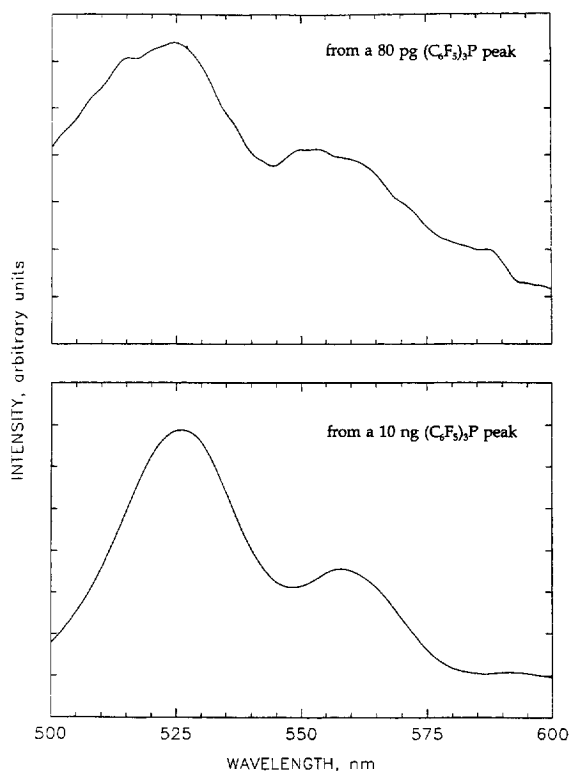 from a 80 pg (C₆F₅)₃P peak
INTENSITY, arbitrary units
from a 10 ng (C₆F₅)₃P peak
500 525 550 575 600
WAVELENGTH, nm